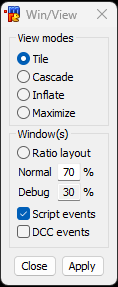 Win/View
View modes
Tile
Cascade
Inflate
Maximize
Window(s)
Ratio layout
Normal 70 %
Debug 30 %
Script events
DCC events
Close Apply